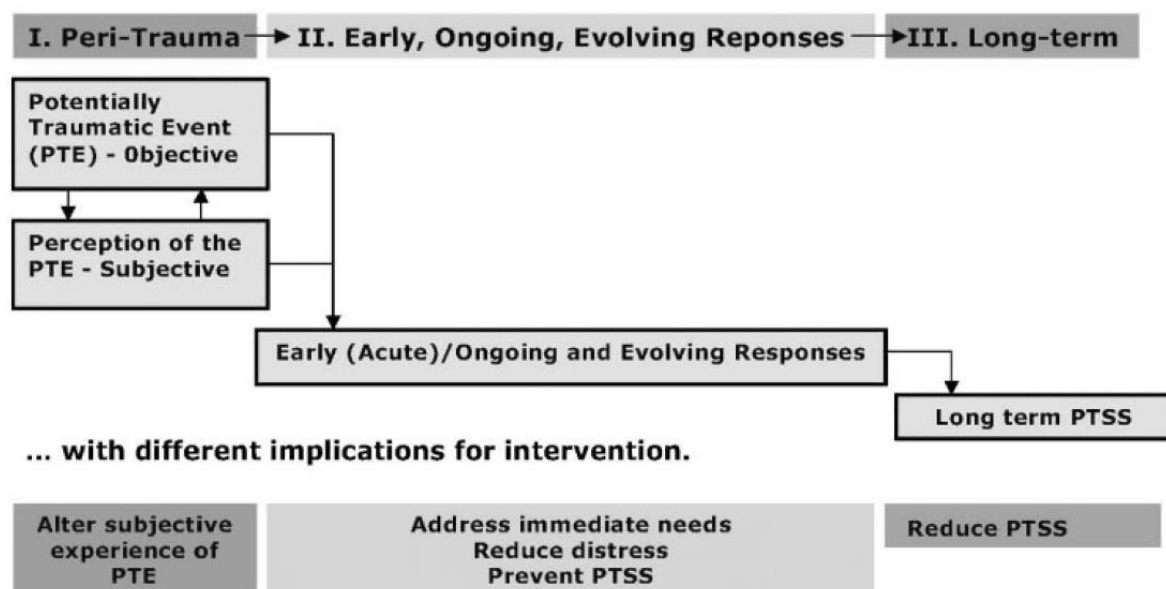 I. Peri-Trauma
II. Early, Ongoing, Evolving Reponses
III. Long-term
Potentially
Traumatic Event
(PTE) - 0bjective
Perception of the
PTE - Subjective
Early (Acute)/Ongoing and Evolving Responses
Long term PTSS
... with different implications for intervention.
Alter subjective
experience of
PTE
Address immediate needs
Reduce distress
Prevent PTSS
Reduce PTSS